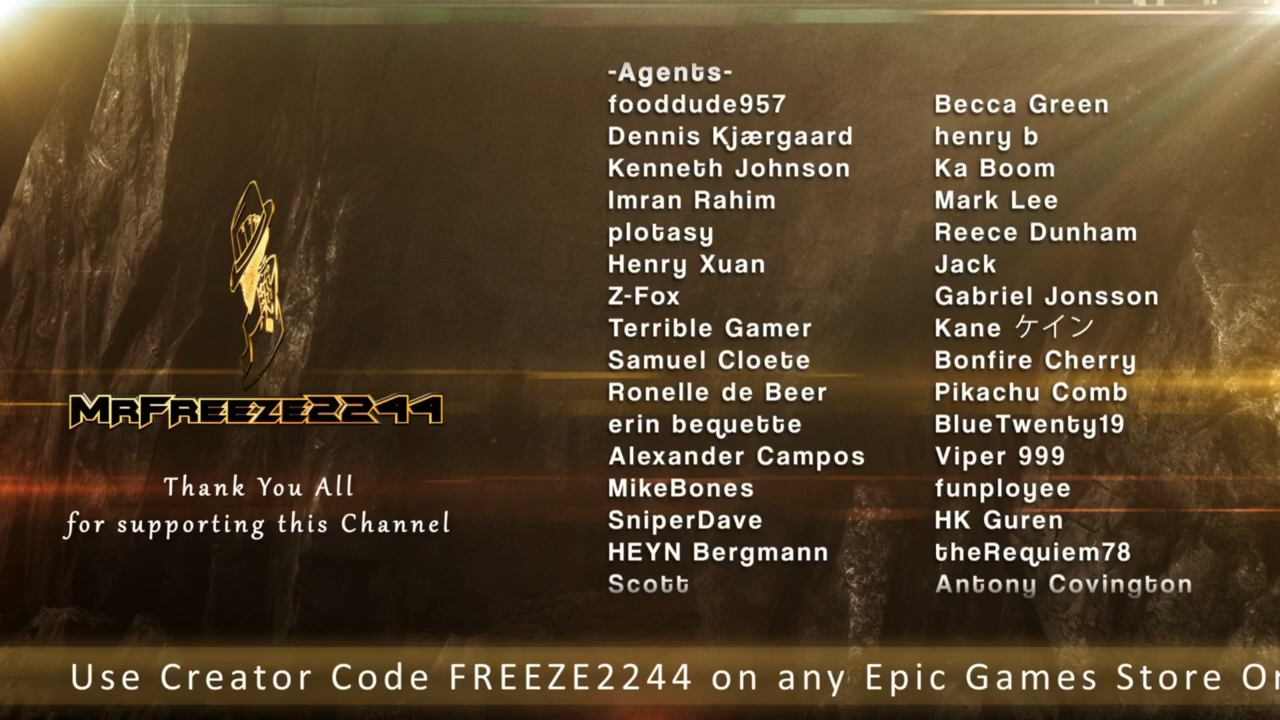 -Agents-
fooddude957
Dennis Kjærgaard
Kenneth Johnson
Imran Rahim
plotasy
Henry Xuan
Z-Fox
Terrible Gamer
Samuel Cloete
Ronelle de Beer
erin bequette
Alexander Campos
MikeBones
SniperDave
HEYN Bergmann
Scott
Becca Green
henry b
Ka Boom
Mark Lee
Reece Dunham
Jack
Gabriel Jonsson
Kane ケイン
Bonfire Cherry
Pikachu Comb
BlueTwenty19
Viper 999
funployee
HK Guren
theRequiem78
Antony Covington
MrFreeze2244
Thank You All
for supporting this Channel
Use Creator Code FREEZE2244 on any Epic Games Store